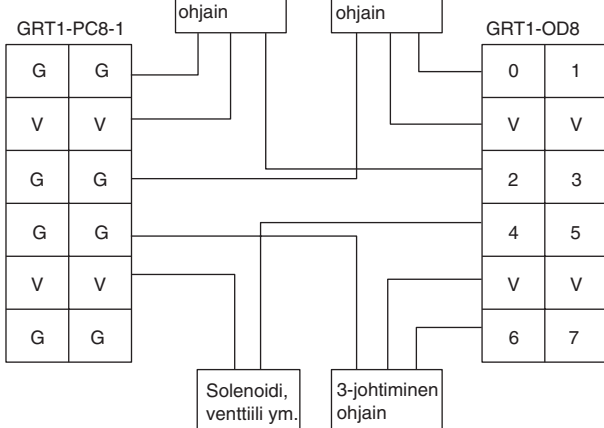 ohjain
ohjain
GRT1-PC8-1
GRT1-OD8
G G
0 1
V V
V V
G G
2 3
G G
4 5
V V
V V
G G
6 7
Solenoidi,
venttiili ym.
3-johtiminen
ohjain